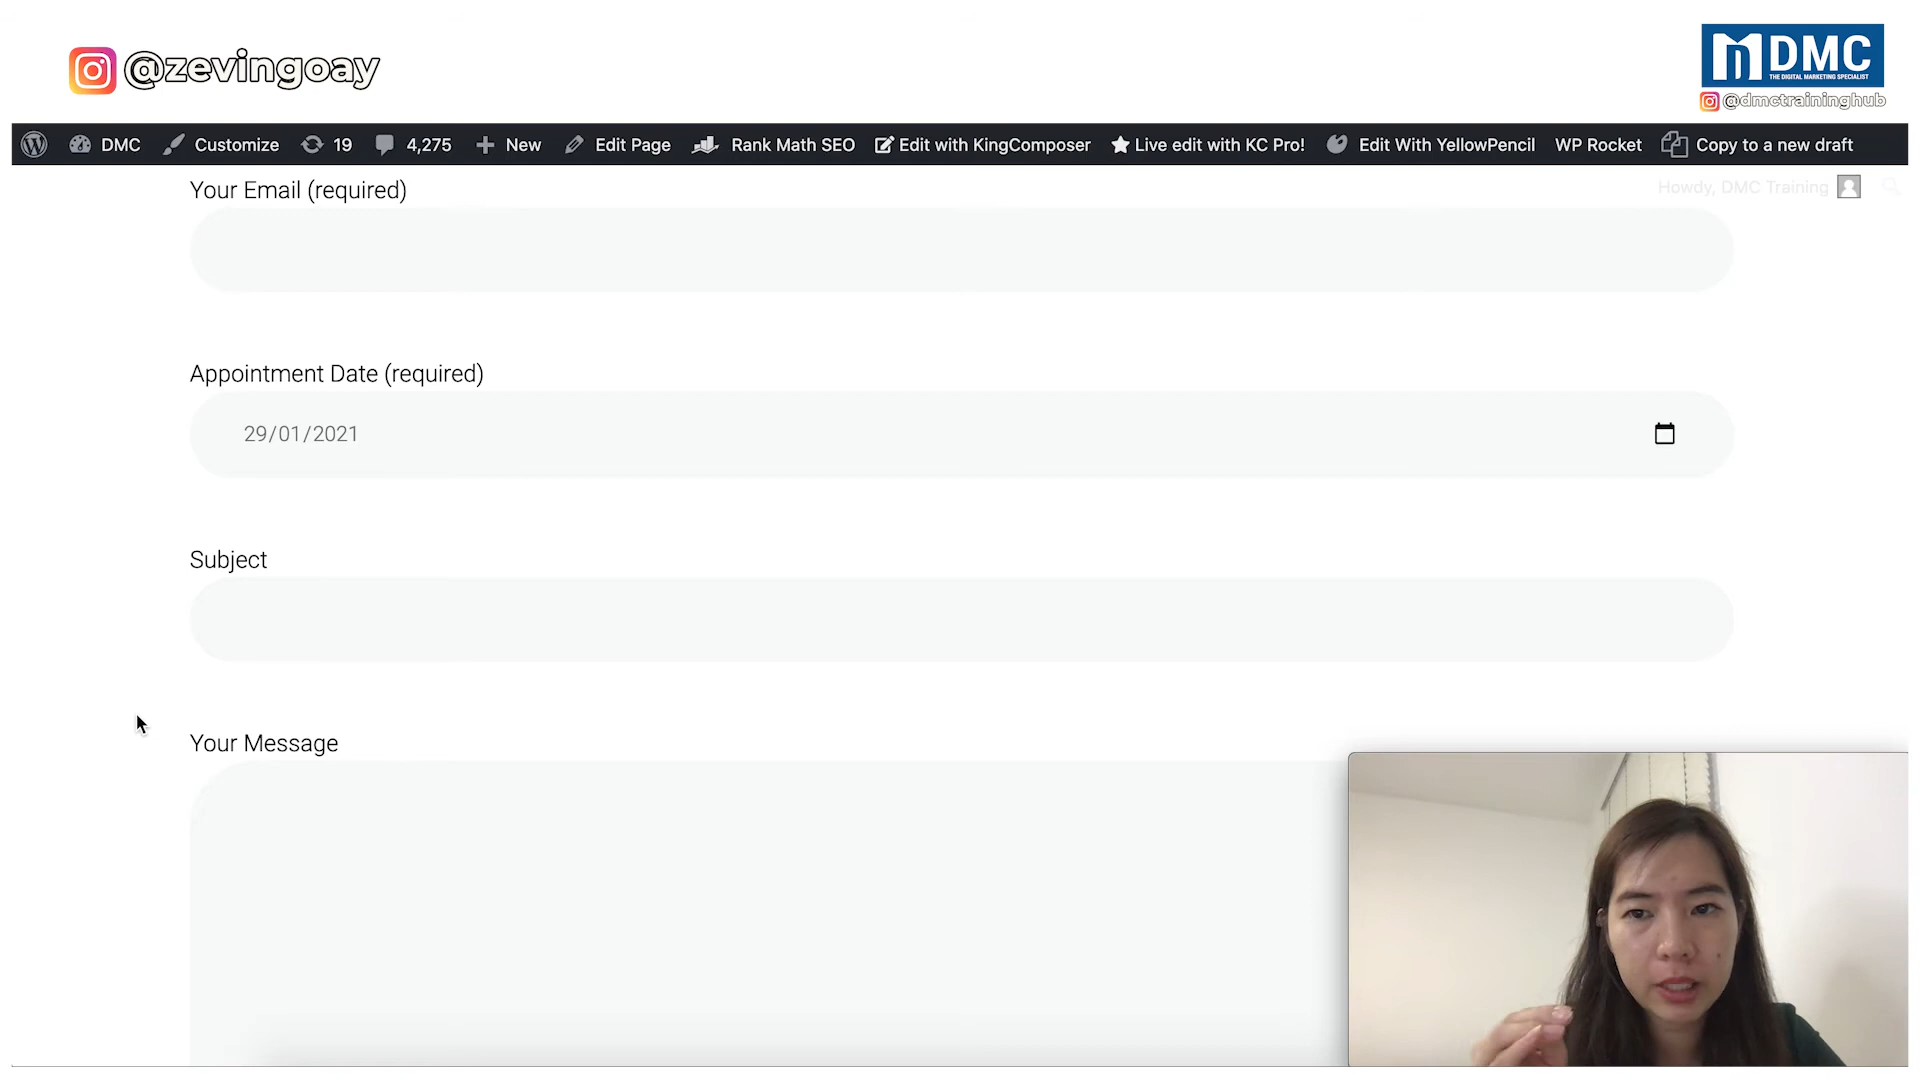 @zevingoay
DMC
THE DIGITAL MARKETING SPECIALIST
@dmctraininghub
DMC Customize 19 4,275 New Edit Page Rank Math SEO Edit with KingComposer Live edit with KC Pro! Edit With YellowPencil WP Rocket Copy to a new draft
Howdy, DMC Training
Your Email (required)
Appointment Date (required)
29/01/2021
Subject
Your Message